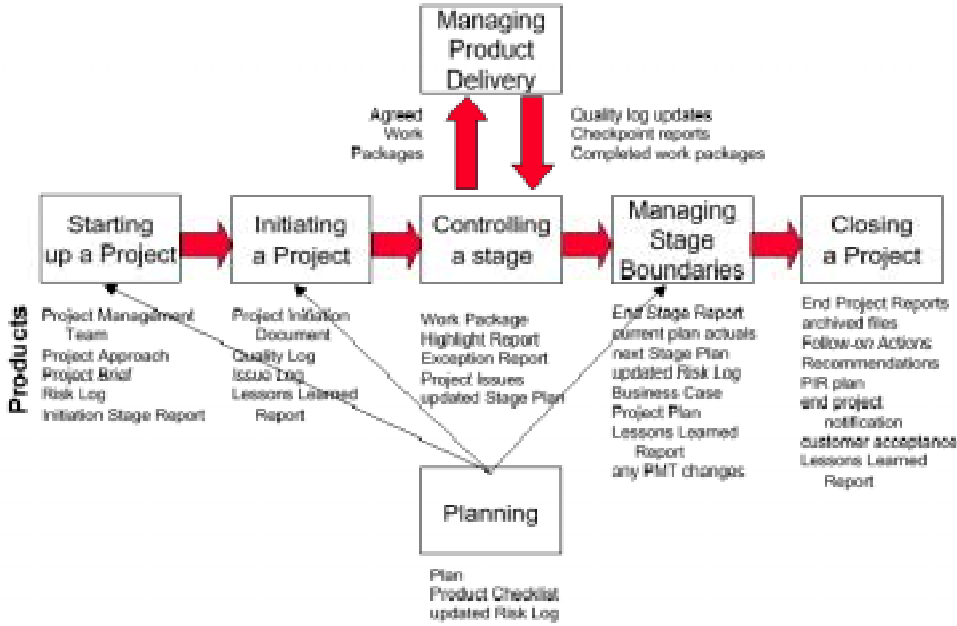 Managing
Product
Delivery
Agreed
Work
Packages
Quality log updates
Checkpoint reports
Completed work packages
Starting
up a Project
Initiating
a Project
Controlling
a stage
Managing
Stage
Boundaries
Closing
a Project
Products
Project Management
Team
Project Approach
Project Brief
Risk Log
Initiation Stage Report
Project Initiation
Document
Quality Log
Issue Log
Lessons Learned
Report
Work Package
Highlight Report
Exception Report
Project Issues
updated Stage Plan
End Stage Report
current plan actuals
next Stage Plan
updated Risk Log
Business Case
Project Plan
Lessons Learned
Report
any PMT changes
End Project Reports
archived files
Follow-on Actions
Recommendations
PIR plan
end project
notification
customer acceptance
Lessons Learned
Report
Planning
Plan
Product Checklist
updated Risk Log